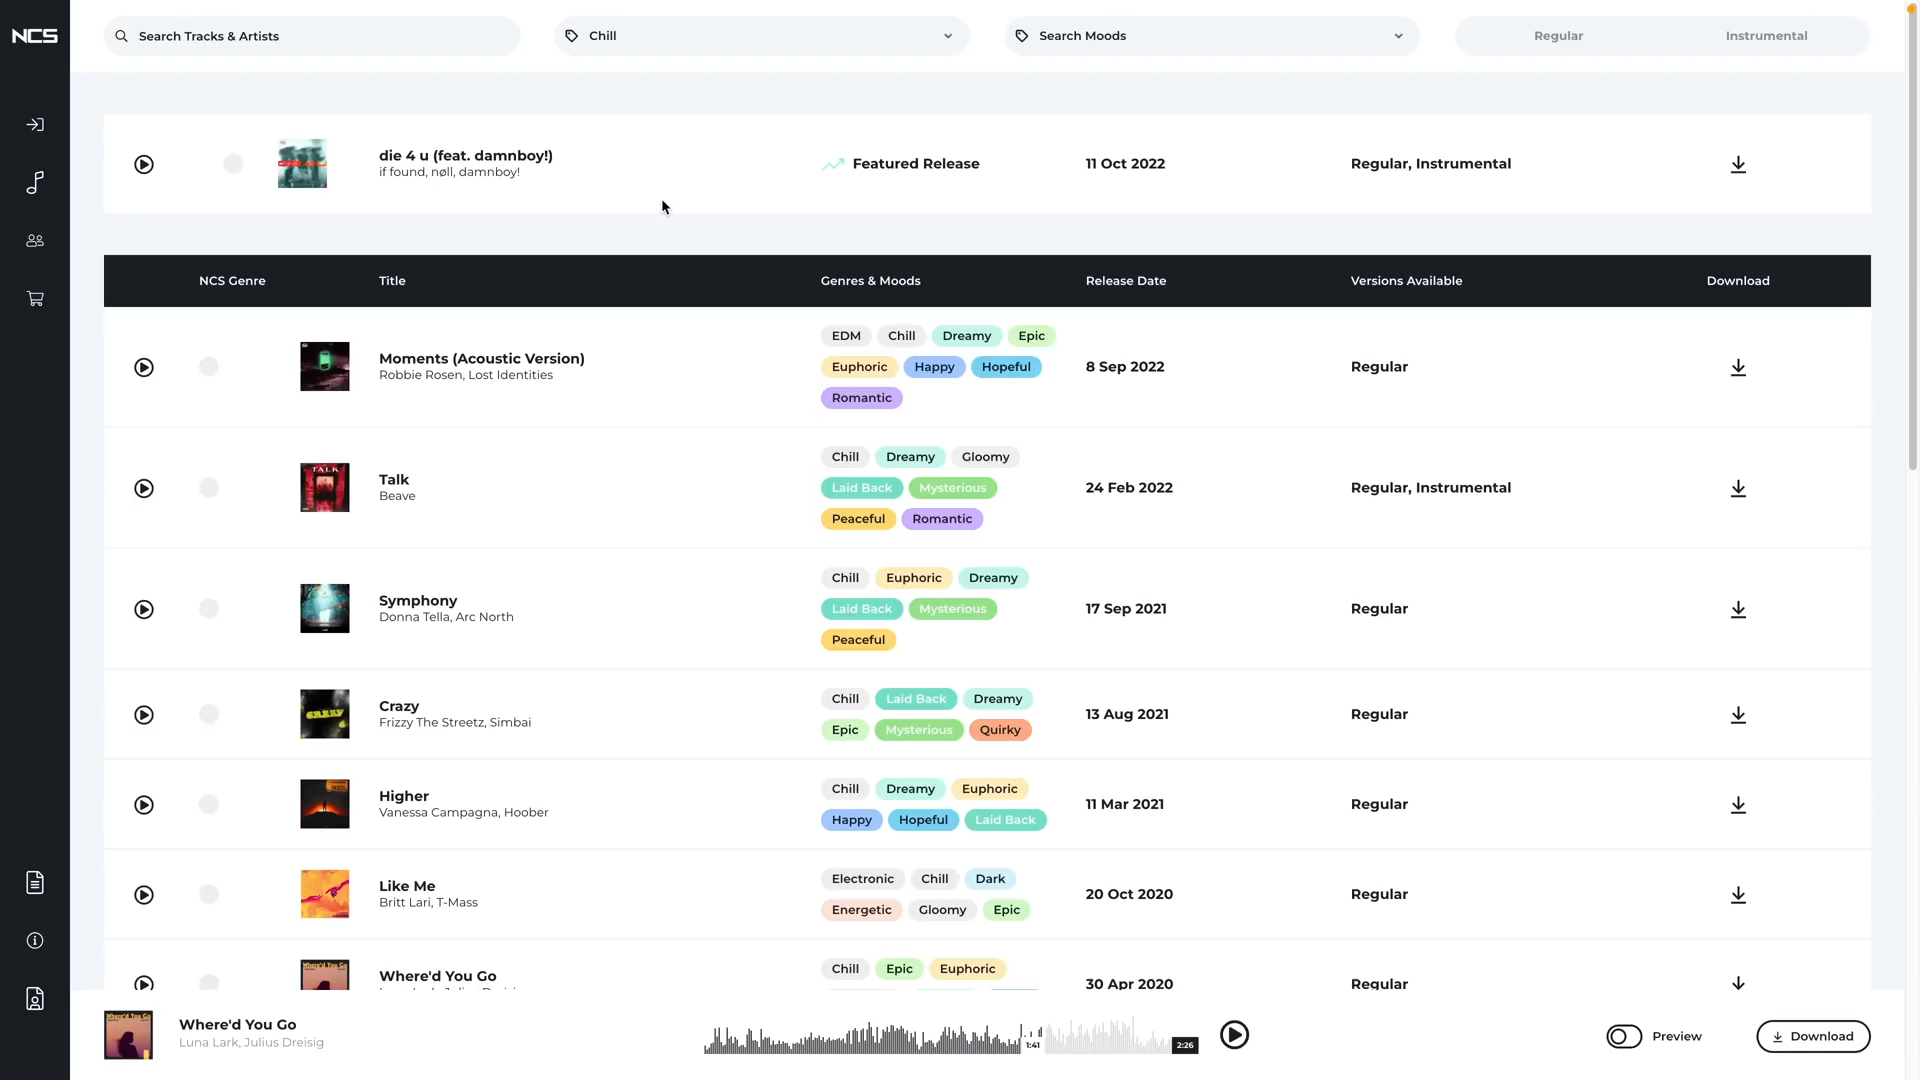 NCS
Search Tracks & Artists
Chill
Search Moods
Regular
Instrumental
die 4 u (feat. damnboy!)
if found, nøll, damnboy!
Featured Release
11 Oct 2022
Regular, Instrumental
NCS Genre
Title
Genres & Moods
Release Date
Versions Available
Download
Moments (Acoustic Version)
Robbie Rosen, Lost Identities
EDM Chill Dreamy Epic
Euphoric Happy Hopeful
Romantic
8 Sep 2022
Regular
TALK
Talk
Beave
Chill Dreamy Gloomy
Laid Back Mysterious
Peaceful Romantic
24 Feb 2022
Regular, Instrumental
Symphony
Donna Tella, Arc North
Chill Euphoric Dreamy
Laid Back Mysterious
Peaceful
17 Sep 2021
Regular
CRAZY
Crazy
Frizzy The Streetz, Simbai
Chill Laid Back Dreamy
Epic Mysterious Quirky
13 Aug 2021
Regular
Higher
Vanessa Campagna, Hoober
Chill Dreamy Euphoric
Happy Hopeful Laid Back
11 Mar 2021
Regular
Like Me
Britt Lari, T-Mass
Electronic Chill Dark
Energetic Gloomy Epic
20 Oct 2020
Regular
Where'd You Go
Where'd You Go
Chill Epic Euphoric
30 Apr 2020
Regular
Where'd You Go
Where'd You Go
Luna Lark, Julius Dreisig
1:41
2:26
Preview
Download